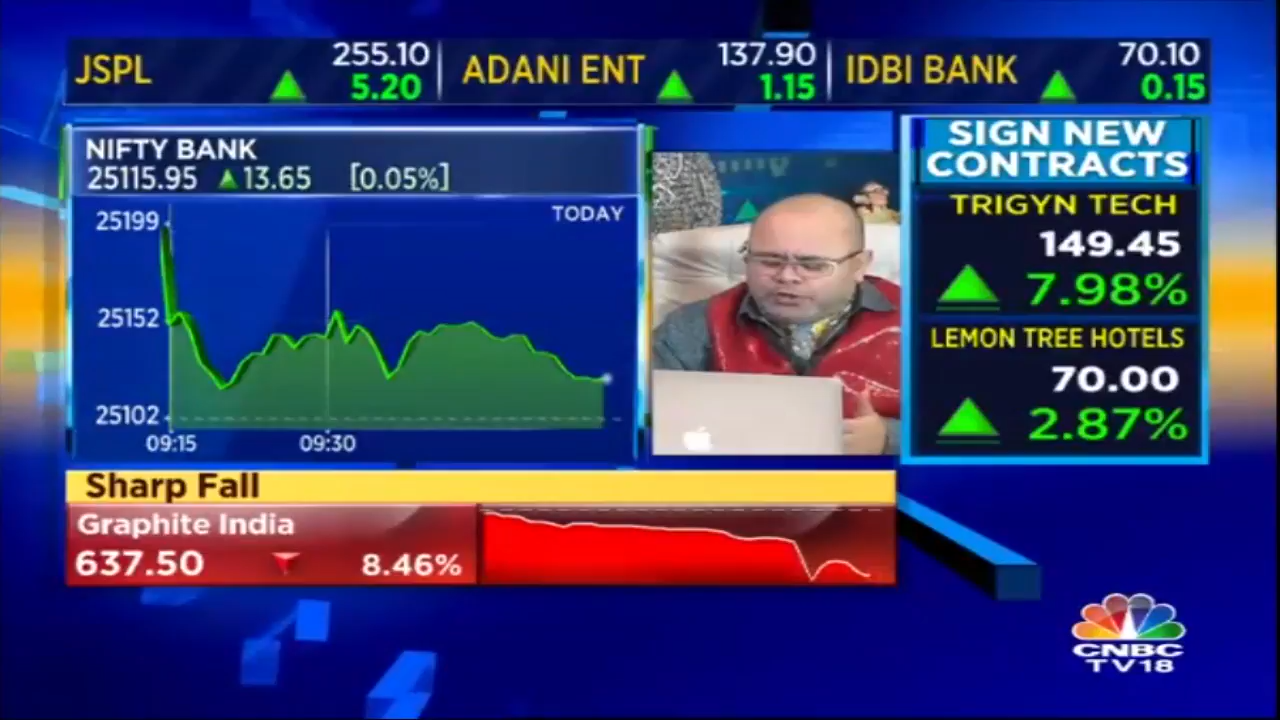 JSPL 255.10 5.20
ADANI ENT 137.90 1.15
IDBI BANK 70.10 0.15
NIFTY BANK
25115.95 13.65 [0.05%]
TODAY
25199
25152
25102
09:15 09:30
SIGN NEW
CONTRACTS
TRIGYN TECH
149.45
7.98%
LEMON TREE HOTELS
70.00
2.87%
Sharp Fall
Graphite India
637.50 8.46%
CNBC
TV18